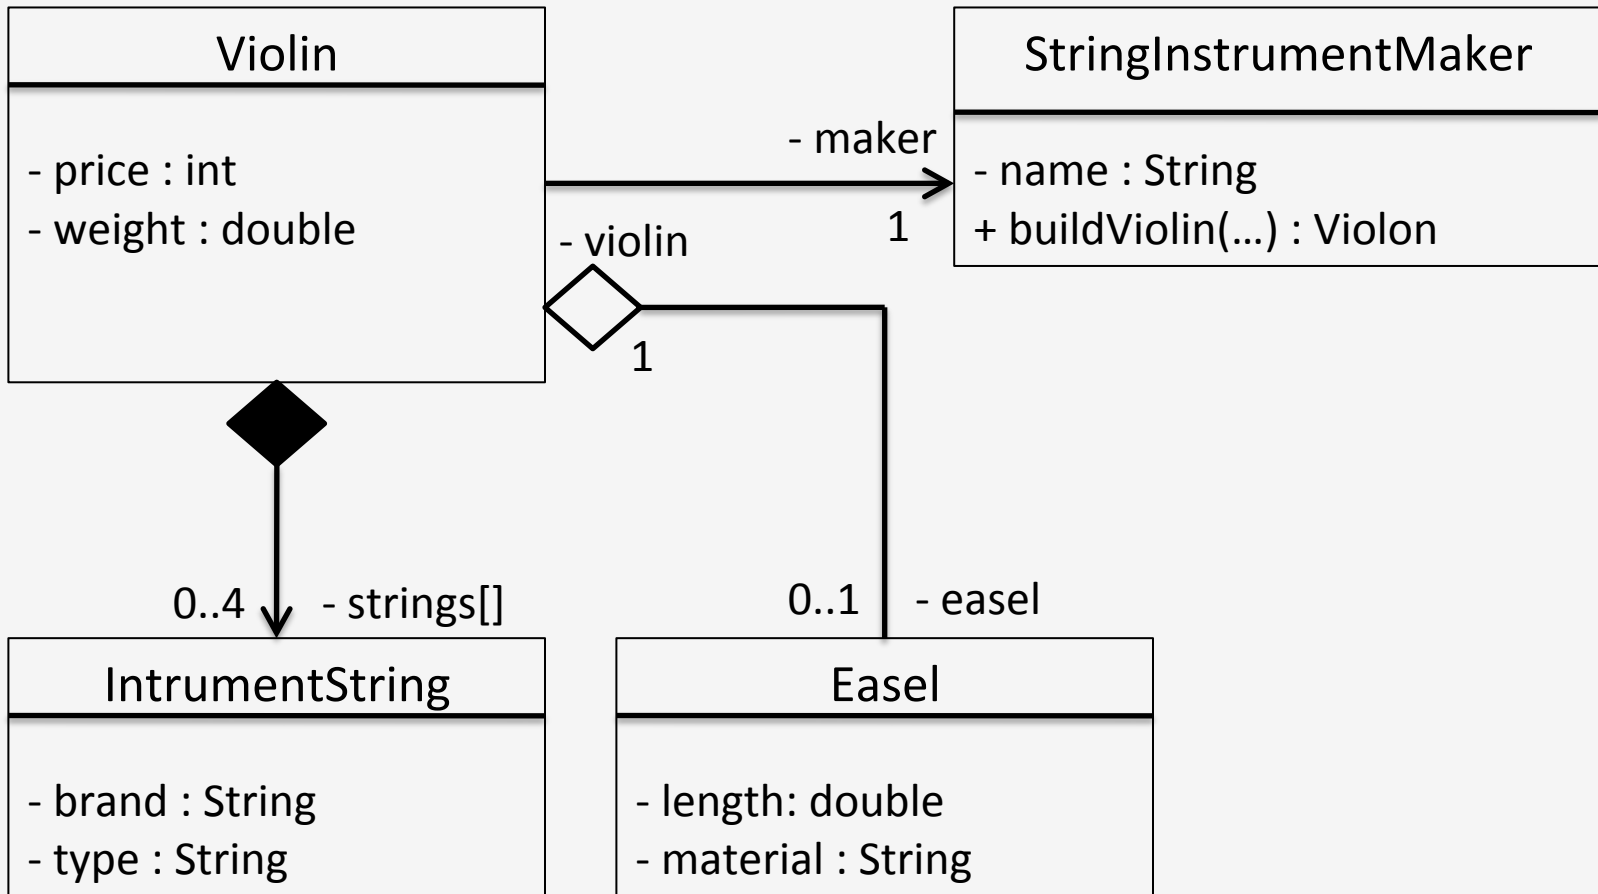 Violin
- price : int
- weight : double
StringInstrumentMaker
- name : String
+ buildViolin(...) : Violon
- maker
1
- violin
1
0..4
- strings[]
0..1
- easel
IntrumentString
- brand : String
- type : String
Easel
- length: double
- material : String